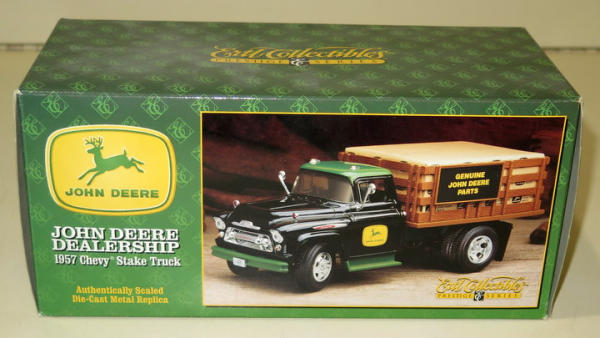 Ertl Collectibles
PRESTIGE SERIES
JOHN DEERE
JOHN DEERE
DEALERSHIP
1957 Chevy® Stake Truck
Authentically Scaled
Die-Cast Metal Replica
GENUINE
JOHN DEERE
PARTS
Ertl Collectibles
PRESTIGE SERIES